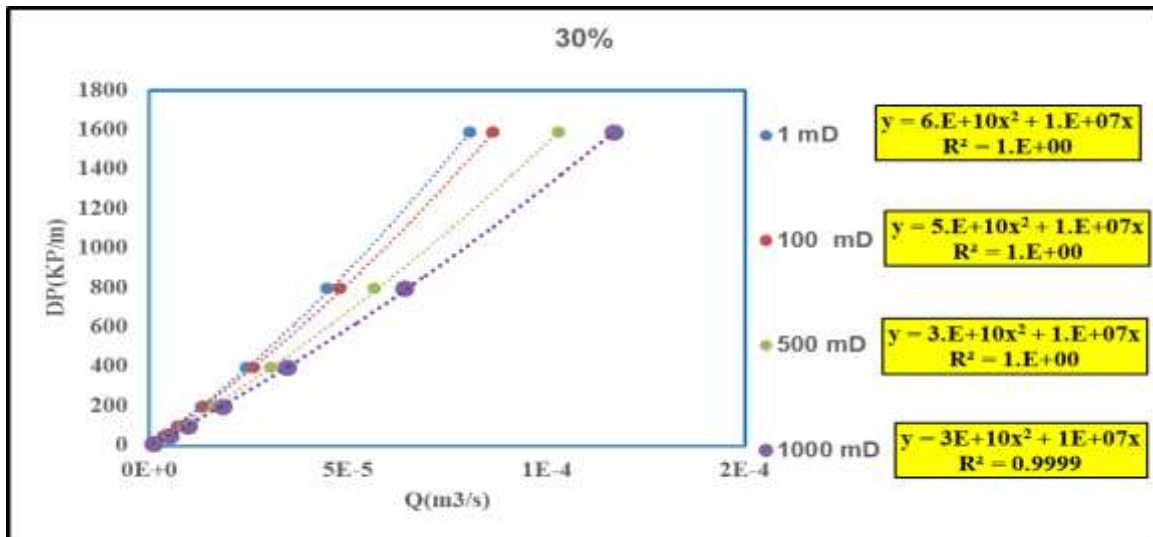 30%
DP(KP/m)
1800
1600
1400
1200
1000
800
600
400
200
0
0E+0
5E-5
1E-4
2E-4
Q(m3/s)
1 mD
y = 6.E+10x² + 1.E+07x
R² = 1.E+00
100 mD
y = 5.E+10x² + 1.E+07x
R² = 1.E+00
500 mD
y = 3.E+10x² + 1.E+07x
R² = 1.E+00
1000 mD
y = 3E+10x² + 1E+07x
R² = 0.9999